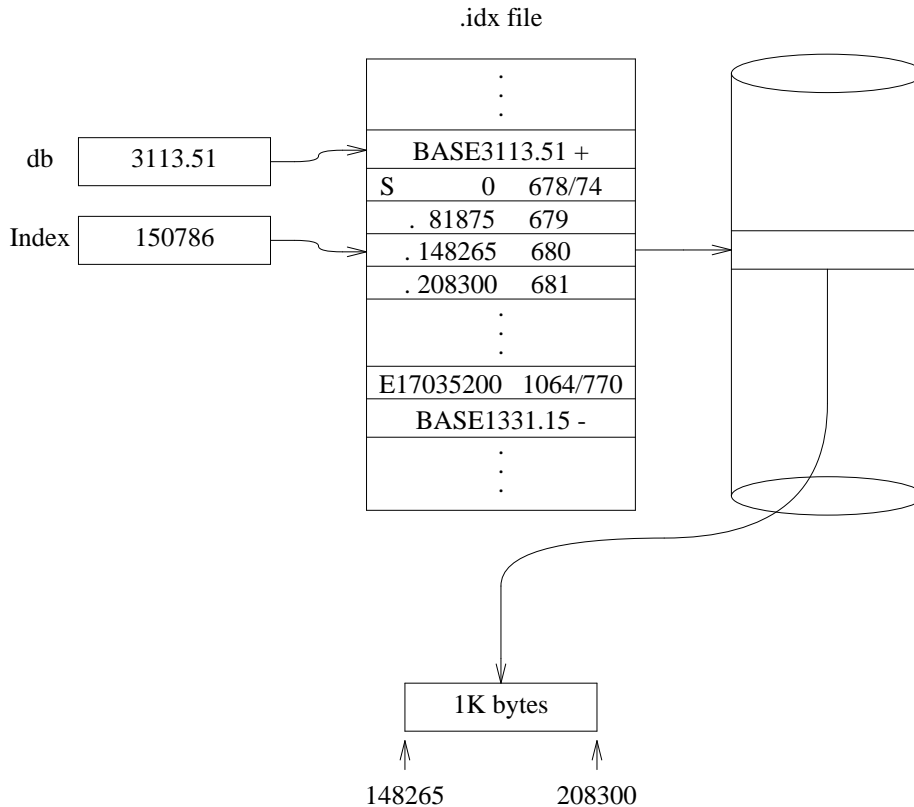 .idx file
.
.
.
BASE3113.51 +
db 3113.51
S 0 678/74
. 81875 679
Index 150786
. 148265 680
. 208300 681
.
.
.
E17035200 1064/770
BASE1331.15 -
.
.
.
1K bytes
148265 208300